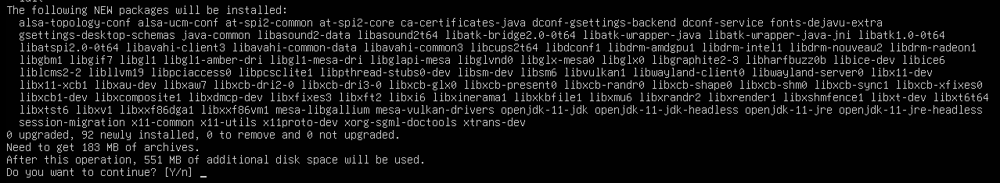 The following NEW packages will be installed:
alsa-topology-conf alsa-ucm-conf at-spi2-common at-spi2-core ca-certificates-java dconf-gsettings-backend dconf-service fonts-dejavu-extra
gsettings-desktop-schemas java-common libasound2-data libasound2t64 libatk-bridge2.0-0t64 libatk-wrapper-java libatk-wrapper-java-jni libatk1.0-0t64
libatspi2.0-0t64 libavahi-client3 libavahi-common-data libavahi-common3 libcups2t64 libdconf1 libdrm-amdgpu1 libdrm-intel1 libdrm-nouveau2 libdrm-radeon1
libgbm1 libgif7 libgl1 libgl1-amber-dri libgl1-mesa-dri libglapi-mesa libglvnd0 libglx-mesa0 libglx0 libgraphite2-3 libharfbuzz0b libice-dev libice6
liblcms2-2 libllvm19 libpciaccess0 libpcsclite1 libpthread-stubs0-dev libsm-dev libsm6 libvulkan1 libwayland-client0 libwayland-server0 libx11-dev
libx11-xcb1 libxau-dev libxaw7 libxcb-dri2-0 libxcb-dri3-0 libxcb-glx0 libxcb-present0 libxcb-randr0 libxcb-shape0 libxcb-shm0 libxcb-sync1 libxcb-xfixes0
libxcb1-dev libxcomposite1 libxdmcp-dev libxfixes3 libxft2 libxi6 libxinerama1 libxkbfile1 libxmu6 libxrandr2 libxrender1 libxshmfence1 libxt-dev libxt6t64
libxtst6 libxv1 libxxf86dga1 libxxf86vm1 mesa-libgallium mesa-vulkan-drivers openjdk-11-jdk openjdk-11-jdk-headless openjdk-11-jre openjdk-11-jre-headless
session-migration x11-common x11-utils x11proto-dev xorg-sgml-doctools xtrans-dev
0 upgraded, 92 newly installed, 0 to remove and 0 not upgraded.
Need to get 183 MB of archives.
After this operation, 551 MB of additional disk space will be used.
Do you want to continue? [Y/n] _